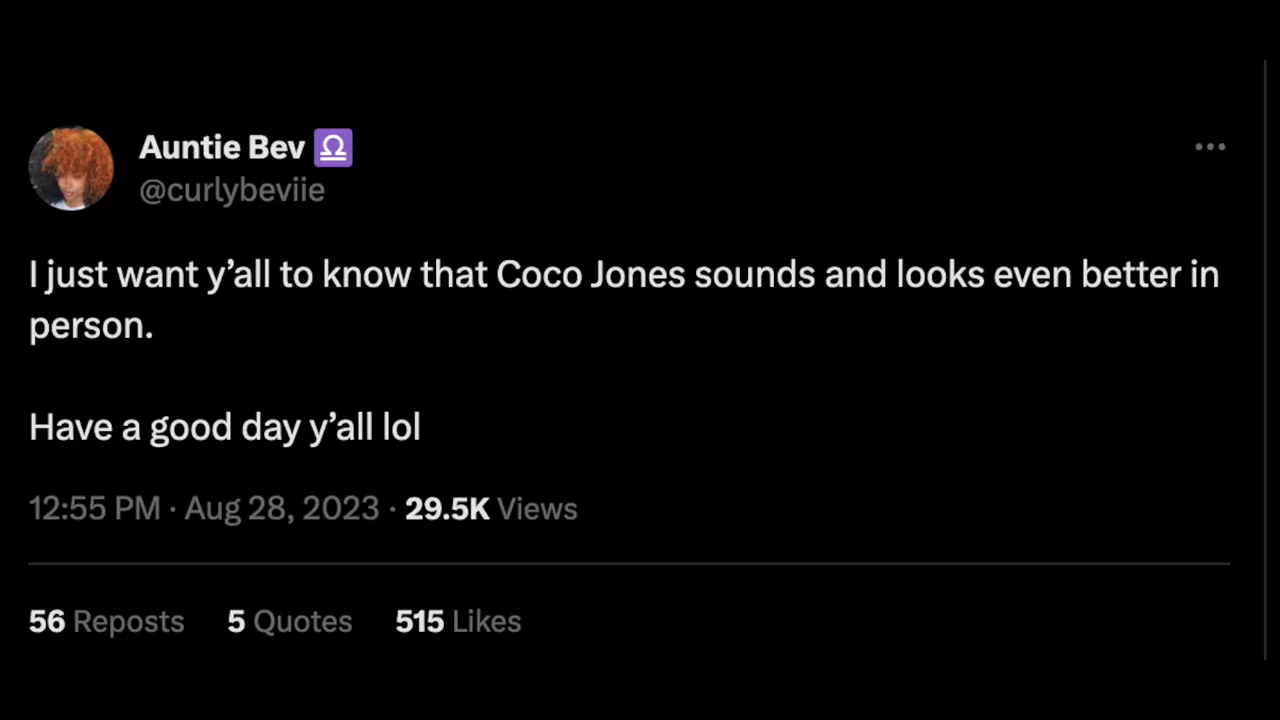 Auntie Bev ♎
@curlybeviie
I just want y’all to know that Coco Jones sounds and looks even better in
person.
Have a good day y’all lol
12:55 PM · Aug 28, 2023 · 29.5K Views
56 Reposts 5 Quotes 515 Likes